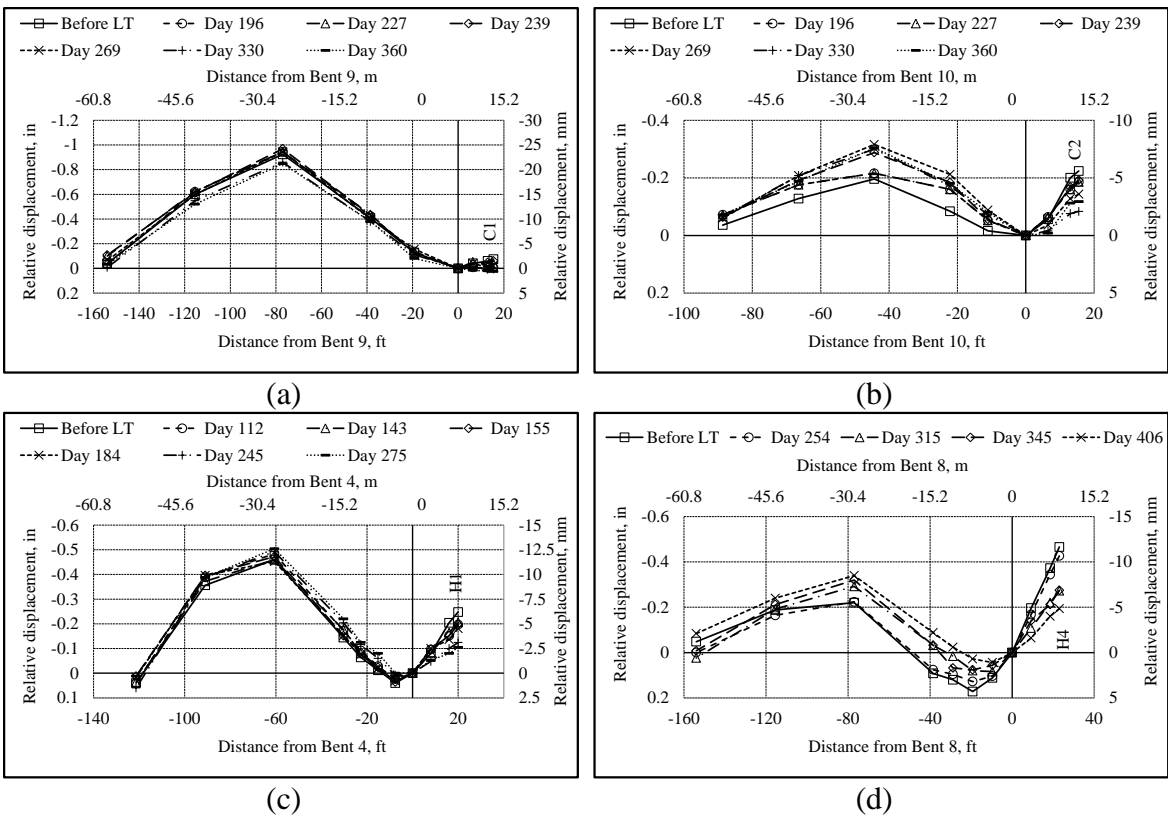 Before LT Day 196 Day 227 Day 239
Day 269 Day 330 Day 360
Distance from Bent 9, m
-60.8 -45.6 -30.4 -15.2 0 15.2
Relative displacement, in
-1.2
-1
-0.8
-0.6
-0.4
-0.2
0
0.2
C1
-30
-25
-20
-15
-10
-5
0
5
Relative displacement, mm
-160 -140 -120 -100 -80 -60 -40 -20 0 20
Distance from Bent 9, ft
(a)
Before LT Day 196 Day 227 Day 239
Day 269 Day 330 Day 360
Distance from Bent 10, m
-60.8 -45.6 -30.4 -15.2 0 15.2
Relative displacement, in
-0.4
-0.2
0
0.2
C2
-10
-5
0
5
Relative displacement, mm
-100 -80 -60 -40 -20 0 20
Distance from Bent 10, ft
(b)
Before LT Day 112 Day 143 Day 155
Day 184 Day 245 Day 275
Distance from Bent 4, m
-60.8 -45.6 -30.4 -15.2 0 15.2
Relative displacement, in
-0.6
-0.5
-0.4
-0.3
-0.2
-0.1
0
0.1
H1
-15
-12.5
-10
-7.5
-5
-2.5
0
2.5
Relative displacement, mm
-140 -120 -100 -80 -60 -40 -20 0 20
Distance from Bent 4, ft
(c)
Before LT Day 254 Day 315 Day 345 Day 406
Distance from Bent 8, m
-60.8 -45.6 -30.4 -15.2 0 15.2
Relative displacement, in
-0.6
-0.4
-0.2
0
0.2
H4
-15
-10
-5
0
5
Relative displacement, mm
-160 -120 -80 -40 0 40
Distance from Bent 8, ft
(d)